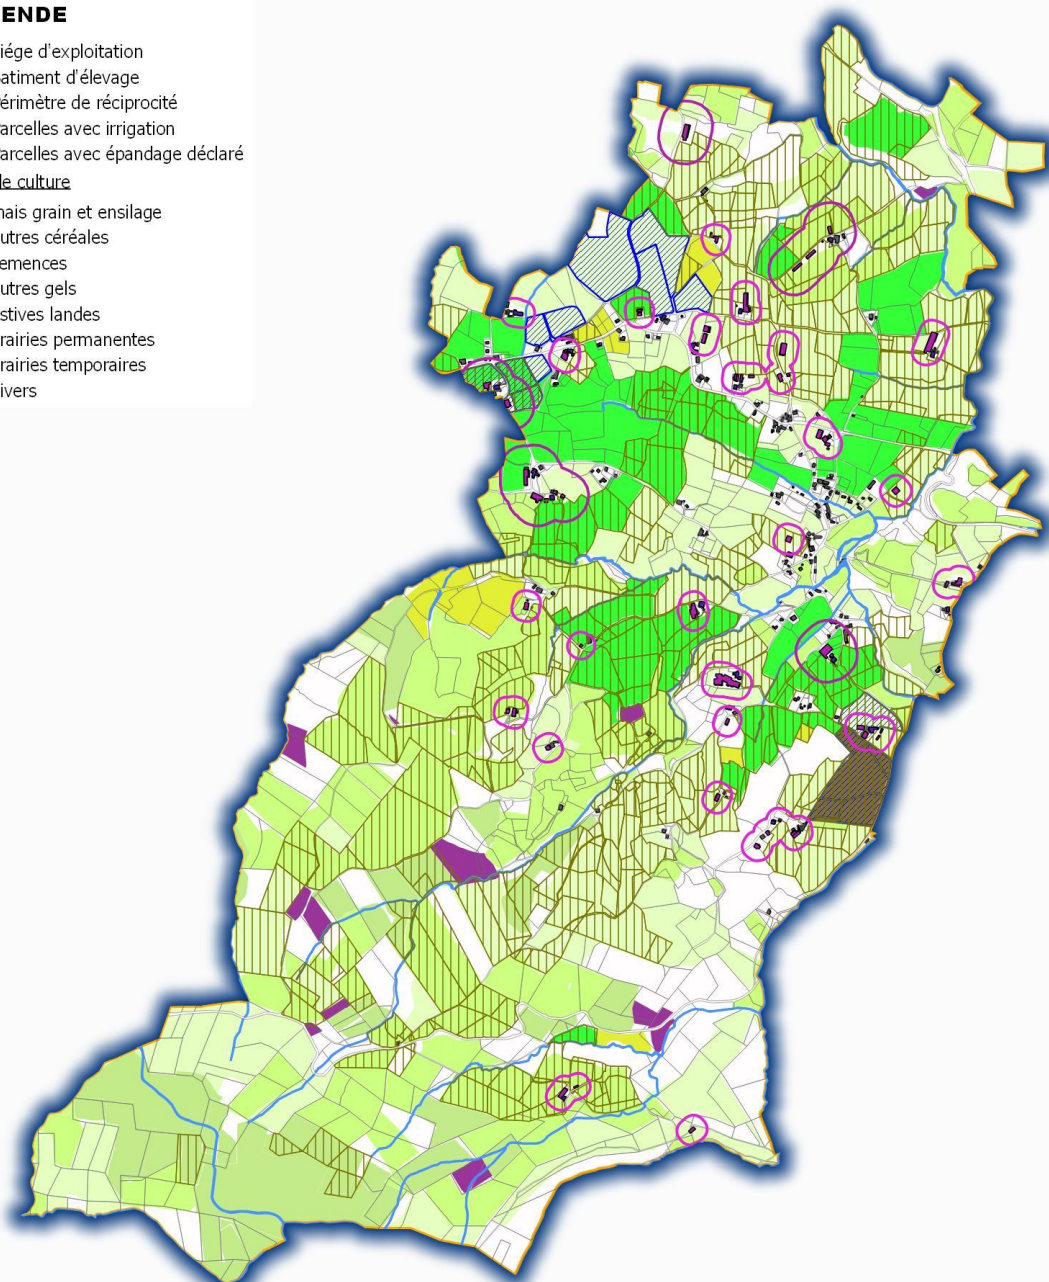 ENDE
iége d'exploitation
atiment d'élevage
érimètre de réciprocité
arcelles avec irrigation
arcelles avec épandage déclaré
le culture
nais grain et ensilage
utres céréales
emences
utres gels
stives landes
rairies permanentes
rairies temporaires
ivers